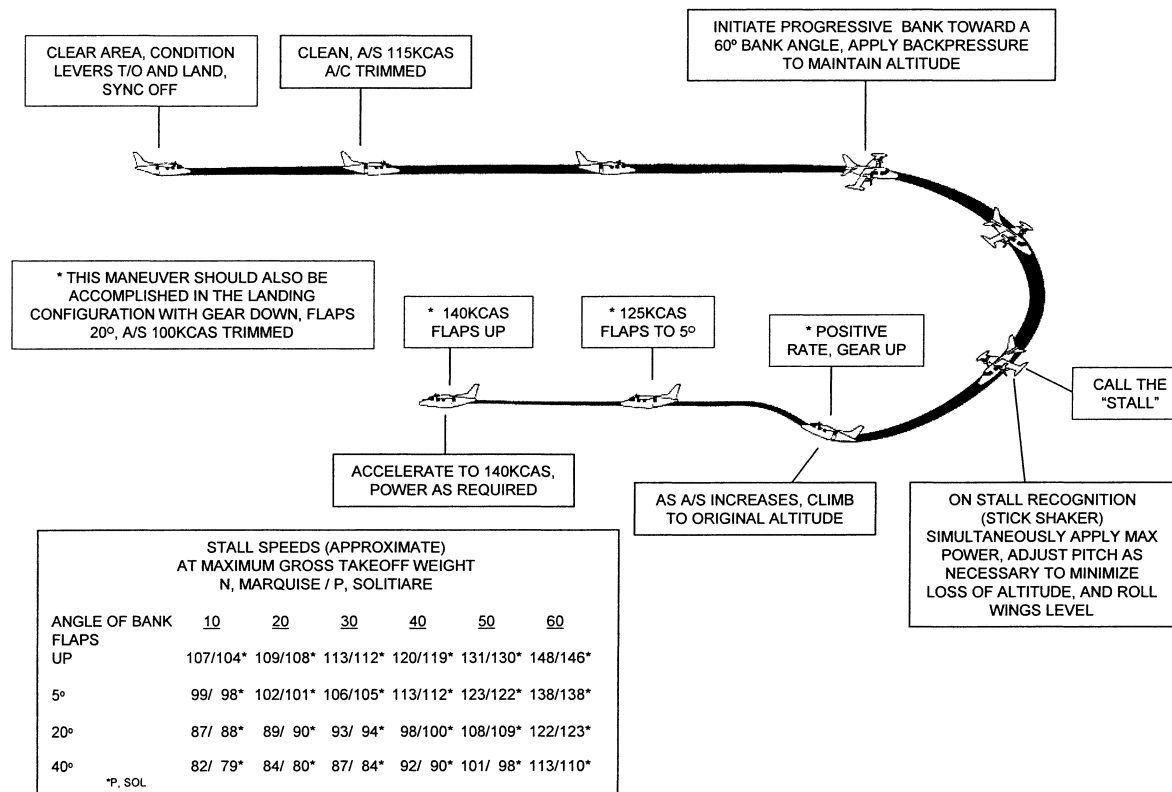 CLEAR AREA, CONDITION
LEVERS T/O AND LAND,
SYNC OFF
CLEAN, A/S 115KCAS
A/C TRIMMED
INITIATE PROGRESSIVE BANK TOWARD A
60º BANK ANGLE, APPLY BACKPRESSURE
TO MAINTAIN ALTITUDE
* THIS MANEUVER SHOULD ALSO BE
ACCOMPLISHED IN THE LANDING
CONFIGURATION WITH GEAR DOWN, FLAPS
20º, A/S 100KCAS TRIMMED
* 140KCAS
FLAPS UP
* 125KCAS
FLAPS TO 5º
* POSITIVE
RATE, GEAR UP
CALL THE
"STALL"
ACCELERATE TO 140KCAS,
POWER AS REQUIRED
AS A/S INCREASES, CLIMB
TO ORIGINAL ALTITUDE
ON STALL RECOGNITION
(STICK SHAKER)
SIMULTANEOUSLY APPLY MAX
POWER, ADJUST PITCH AS
NECESSARY TO MINIMIZE
LOSS OF ALTITUDE, AND ROLL
WINGS LEVEL
STALL SPEEDS (APPROXIMATE)
AT MAXIMUM GROSS TAKEOFF WEIGHT
N, MARQUISE / P, SOLITIARE
ANGLE OF BANK 10 20 30 40 50 60
FLAPS
UP 107/104* 109/108* 113/112* 120/119* 131/130* 148/146*
5º 99/ 98* 102/101* 106/105* 113/112* 123/122* 138/138*
20º 87/ 88* 89/ 90* 93/ 94* 98/100* 108/109* 122/123*
40º 82/ 79* 84/ 80* 87/ 84* 92/ 90* 101/ 98* 113/110*
*P, SOL